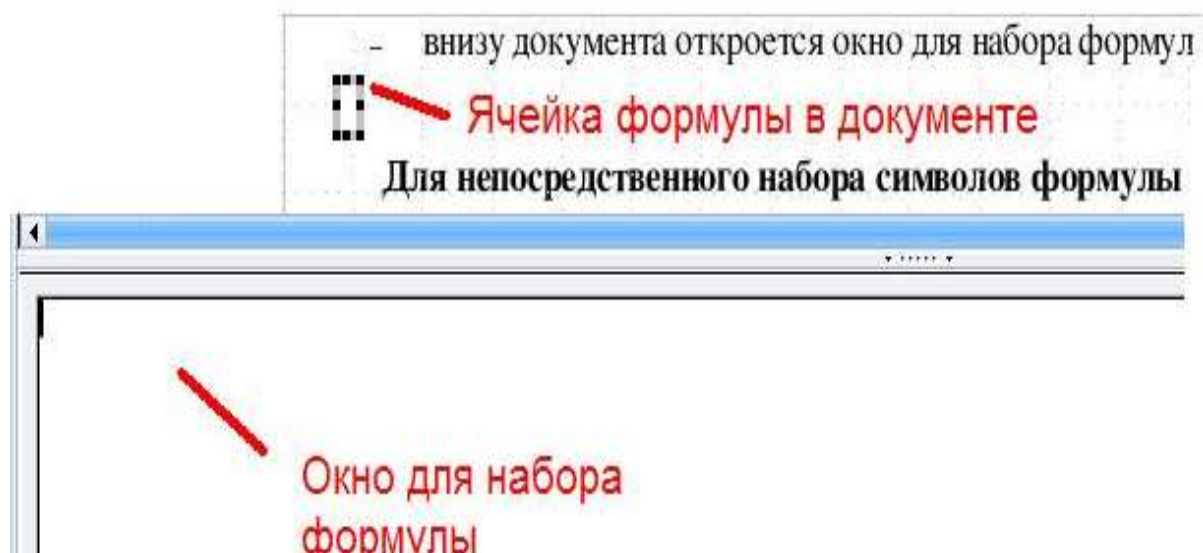 – внизу документа откроется окно для набора формул
Ячейка формулы в документе
Для непосредственного набора символов формулы
Окно для набора
формулы